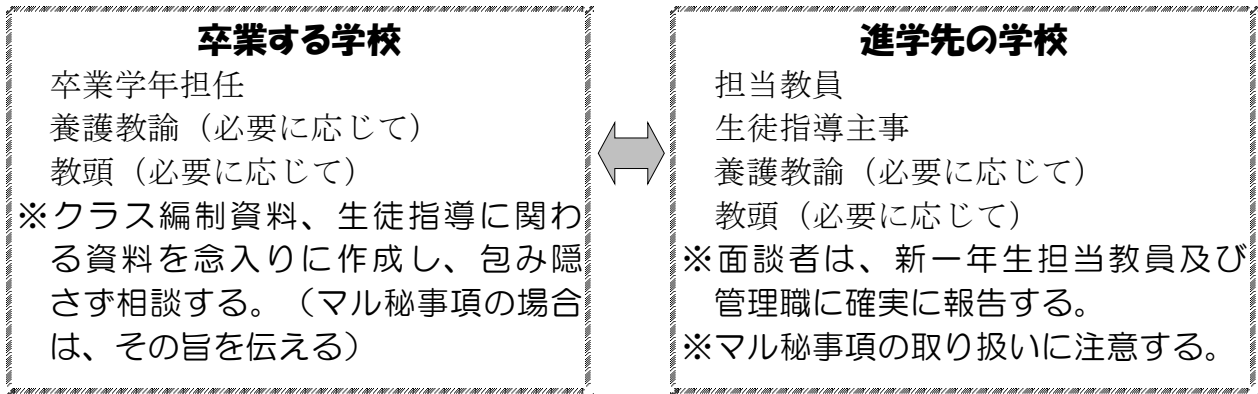 卒業する学校
卒業学年担任
養護教諭（必要に応じて）
教頭（必要に応じて）
※クラス編制資料、生徒指導に関わ
る資料を念入りに作成し、包み隠
さず相談する。（マル秘事項の場合
は、その旨を伝える）
進学先の学校
担当教員
生徒指導主事
養護教諭（必要に応じて）
教頭（必要に応じて）
※面談者は、新一年生担当教員及び
管理職に確実に報告する。
※マル秘事項の取り扱いに注意する。